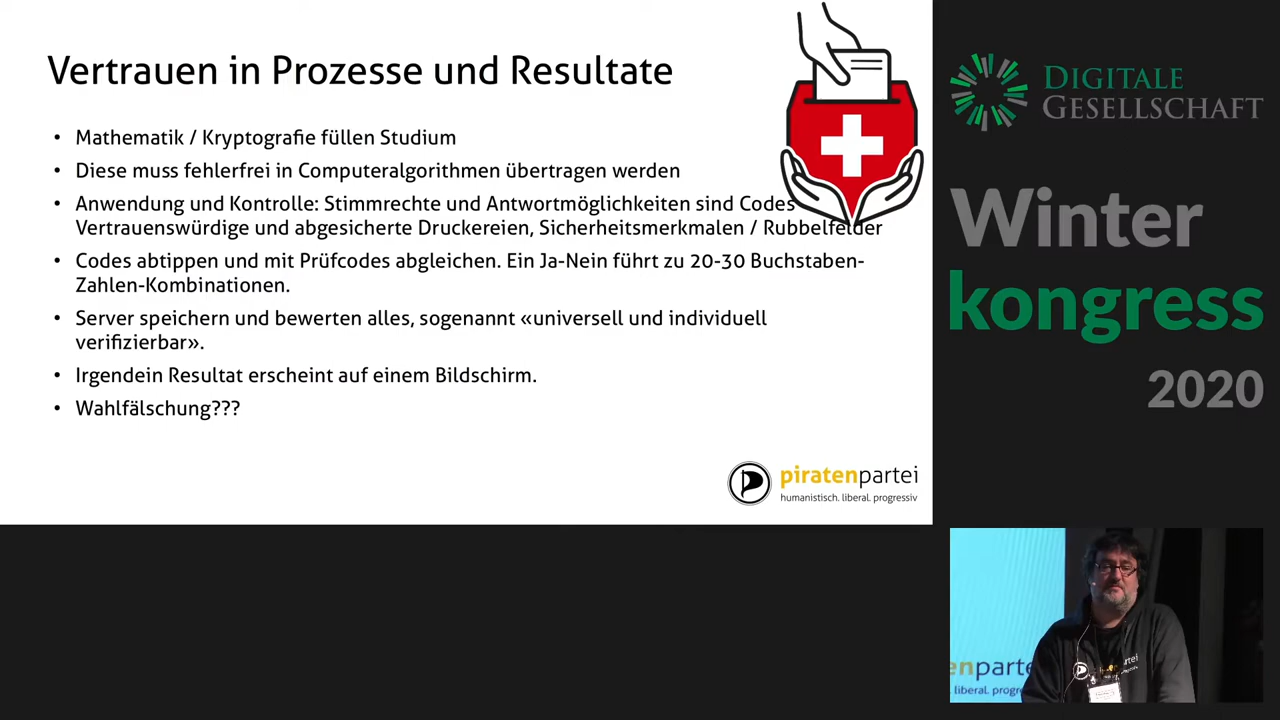 Vertrauen in Prozesse und Resultate
• Mathematik / Kryptografie füllen Studium
• Diese muss fehlerfrei in Computeralgorithmen übertragen werden
• Anwendung und Kontrolle: Stimmrechte und Antwortmöglichkeiten sind Codes
Vertrauenswürdige und abgesicherte Druckereien, Sicherheitsmerkmalen / Rubbelfelder
• Codes abtippen und mit Prüfcodes abgleichen. Ein Ja-Nein führt zu 20-30 Buchstaben-
Zahlen-Kombinationen.
• Server speichern und bewerten alles, sogenannt «universell und individuell
verifizierbar».
• Irgendein Resultat erscheint auf einem Bildschirm.
• Wahlfälschung???
piratenpartei
humanistisch. liberal. progressiv
DIGITALE
GESELLSCHAFT
Winter
kongress
2020
enparte
liberal. progr